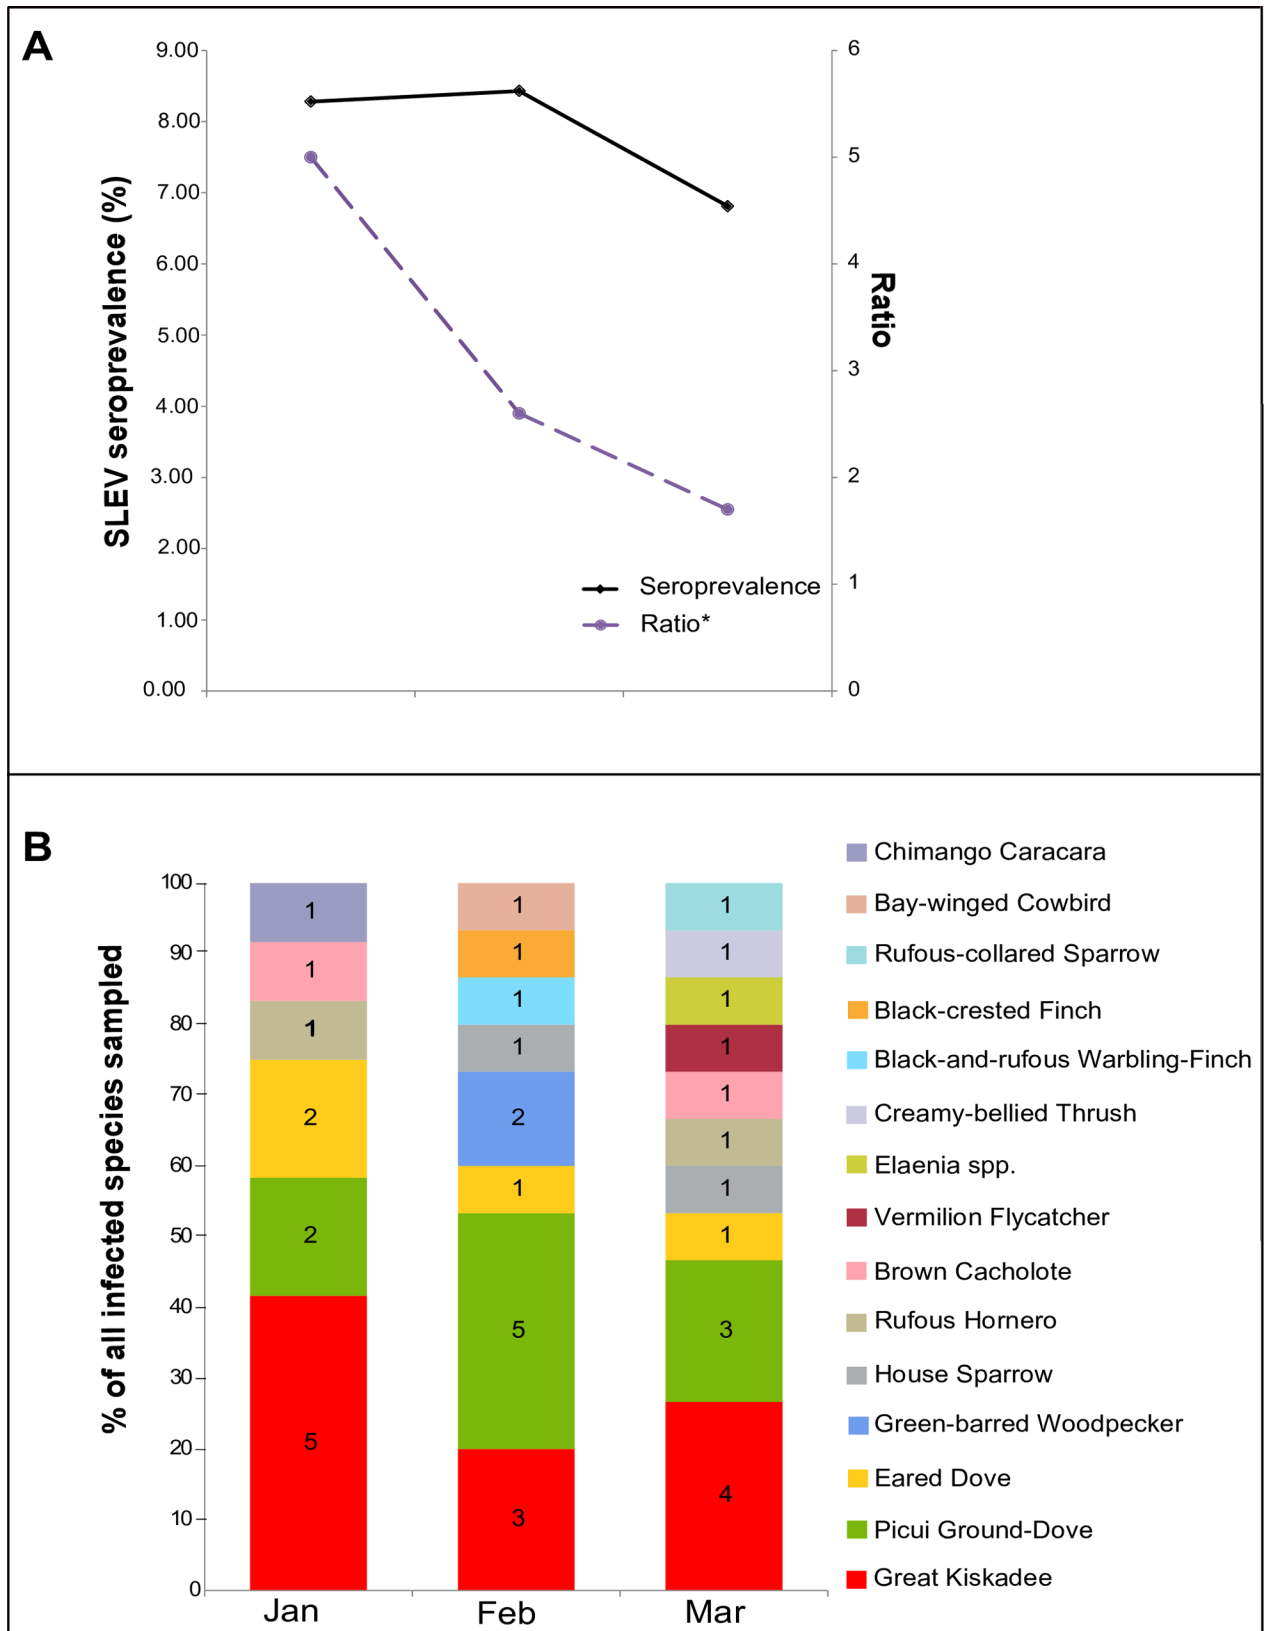 A
9.00
8.00
7.00
6.00
5.00
4.00
3.00
2.00
1.00
0.00
SLEV seroprevalence (%)
6
5
4
3
2
1
0
Ratio
Seroprevalence
Ratio*
B
100
90
80
70
60
50
40
30
20
10
0
% of all infected species sampled
1
1
1
2
2
5
1
1
1
1
2
1
5
3
1
1
1
1
1
1
1
1
3
4
Jan Feb Mar
Chimango Caracara
Bay-winged Cowbird
Rufous-collared Sparrow
Black-crested Finch
Black-and-rufous Warbling-Finch
Creamy-bellied Thrush
Elaenia spp.
Vermilion Flycatcher
Brown Cacholote
Rufous Hornero
House Sparrow
Green-barred Woodpecker
Eared Dove
Picui Ground-Dove
Great Kiskadee